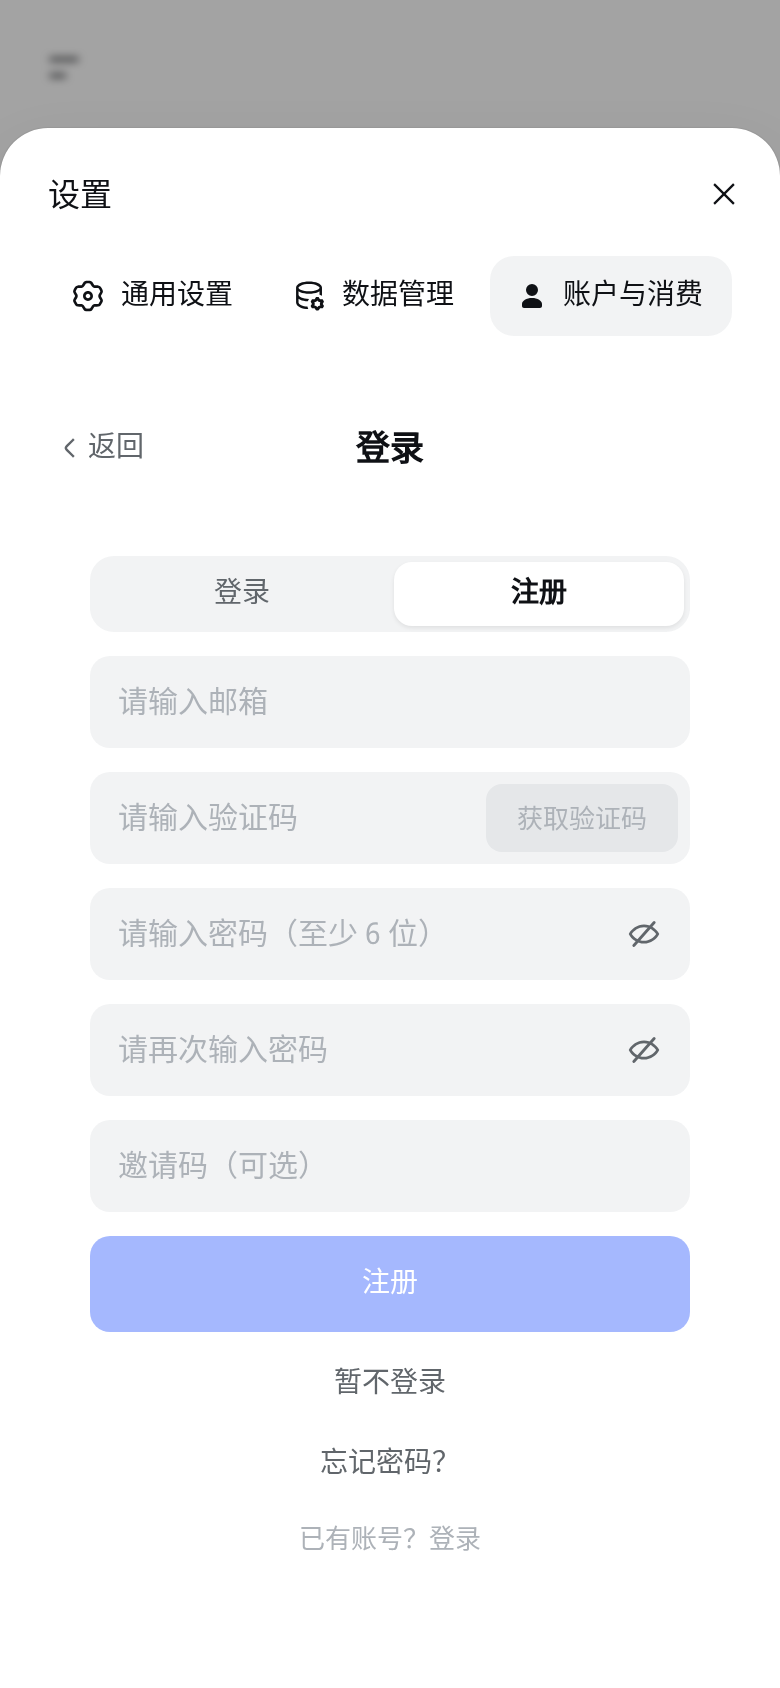 设置
通用设置 数据管理 账户与消费
返回 登录
登录 注册
请输入邮箱
请输入验证码 获取验证码
请输入密码（至少 6 位）
请再次输入密码
邀请码（可选）
注册
暂不登录
忘记密码？
已有账号？登录